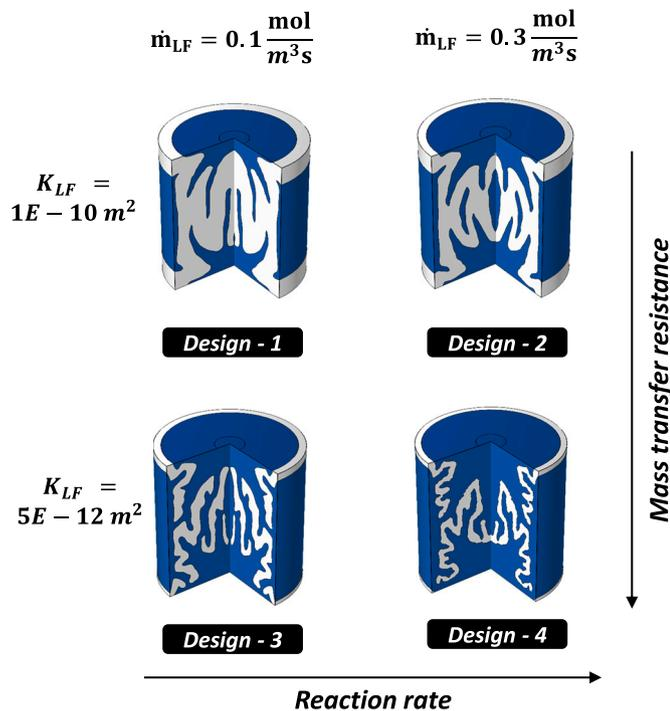 ṁ_LF = 0.1 mol/m³s
ṁ_LF = 0.3 mol/m³s
K_LF =
1E − 10 m²
Design - 1
Design - 2
K_LF =
5E − 12 m²
Design - 3
Design - 4
Mass transfer resistance
Reaction rate